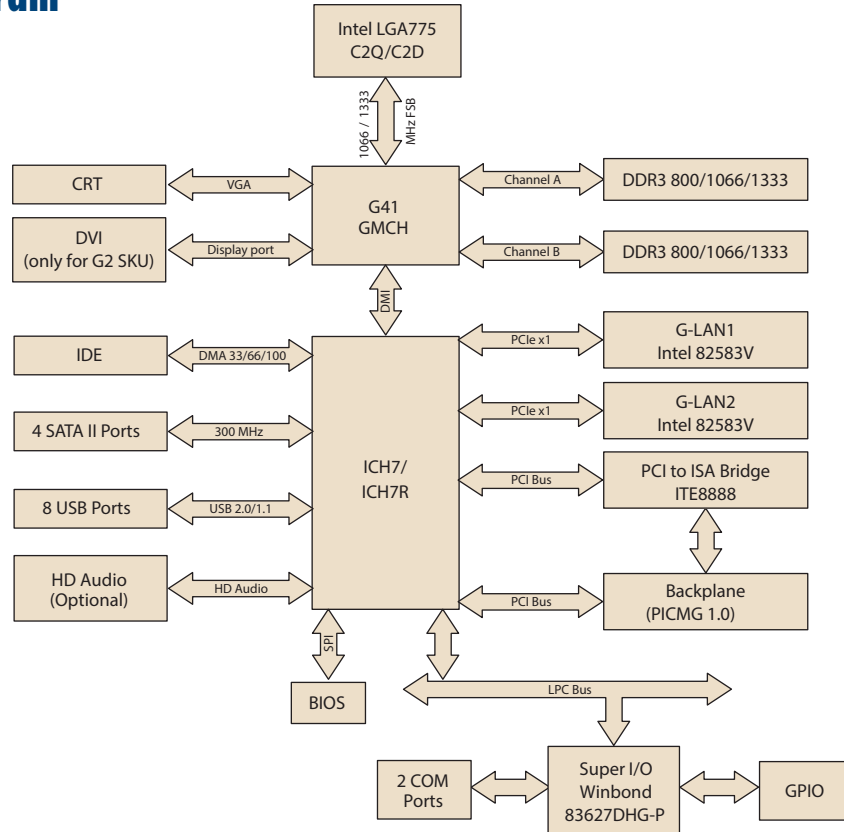 Intel LGA775
C2Q/C2D
1066 / 1333
MHz FSB
CRT
VGA
G41
GMCH
Channel A
DDR3 800/1066/1333
DVI
(only for G2 SKU)
Display port
Channel B
DDR3 800/1066/1333
DMI
IDE
DMA 33/66/100
PCIe x1
G-LAN1
Intel 82583V
4 SATA II Ports
300 MHz
PCIe x1
G-LAN2
Intel 82583V
ICH7/
ICH7R
8 USB Ports
USB 2.0/1.1
PCI Bus
PCI to ISA Bridge
ITE8888
HD Audio
(Optional)
HD Audio
PCI Bus
Backplane
(PICMG 1.0)
SPI
BIOS
LPC Bus
2 COM
Ports
Super I/O
Winbond
83627DHG-P
GPIO